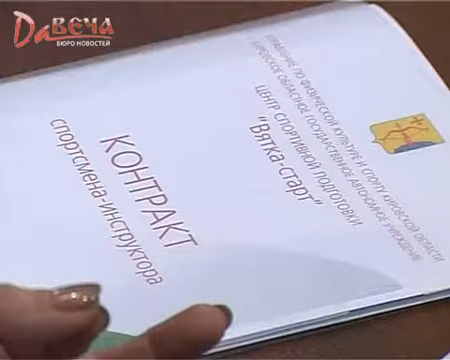 ДаВЕЧА
БЮРО НОВОСТЕЙ
УПРАВЛЕНИЕ ПО ФИЗИЧЕСКОЙ КУЛЬТУРЕ И СПОРТУ КИРОВСКОЙ ОБЛАСТИ
КИРОВСКОЕ ОБЛАСТНОЕ ГОСУДАРСТВЕННОЕ АВТОНОМНОЕ УЧРЕЖДЕНИЕ
ЦЕНТР СПОРТИВНОЙ ПОДГОТОВКИ
"Вятка-старт"
КОНТРАКТ
спортсмена-инструктора